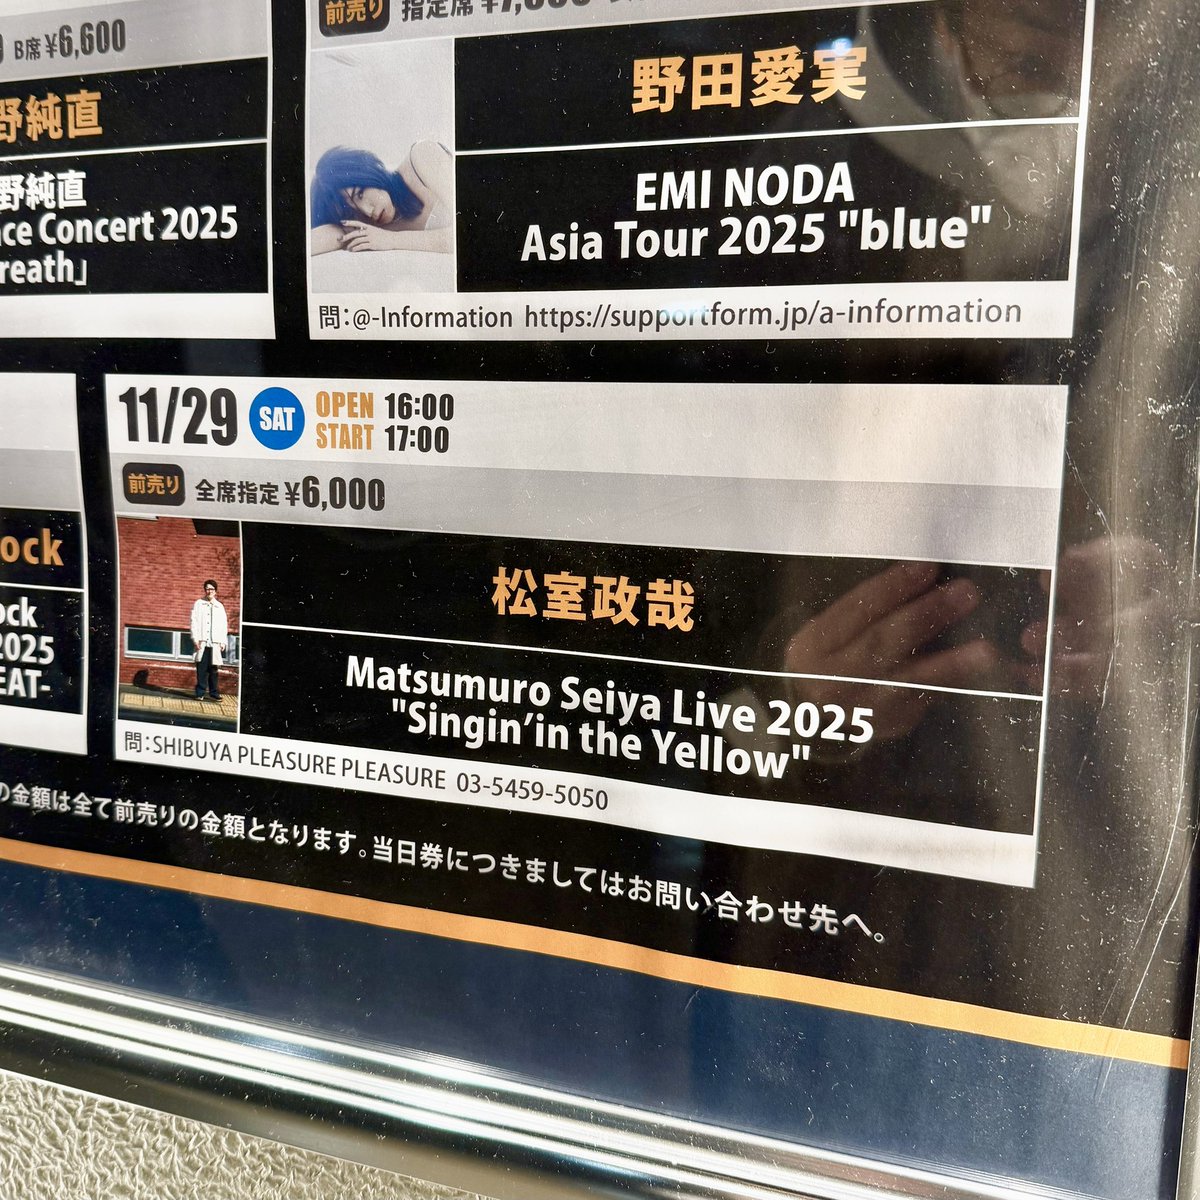 B席 ¥6,600
野純直
野純直
ce Concert 2025
reath」
前売り 指定席
野田愛実
EMI NODA
Asia Tour 2025 "blue"
問：@-Information https://supportform.jp/a-information
ock
ock
2025
EAT-
11/29 SAT OPEN 16:00
START 17:00
前売り 全席指定 ¥6,000
松室政哉
Matsumuro Seiya Live 2025
"Singin’in the Yellow"
問：SHIBUYA PLEASURE PLEASURE 03-5459-5050
の金額は全て前売りの金額となります。当日券につきましてはお問い合わせ先へ。